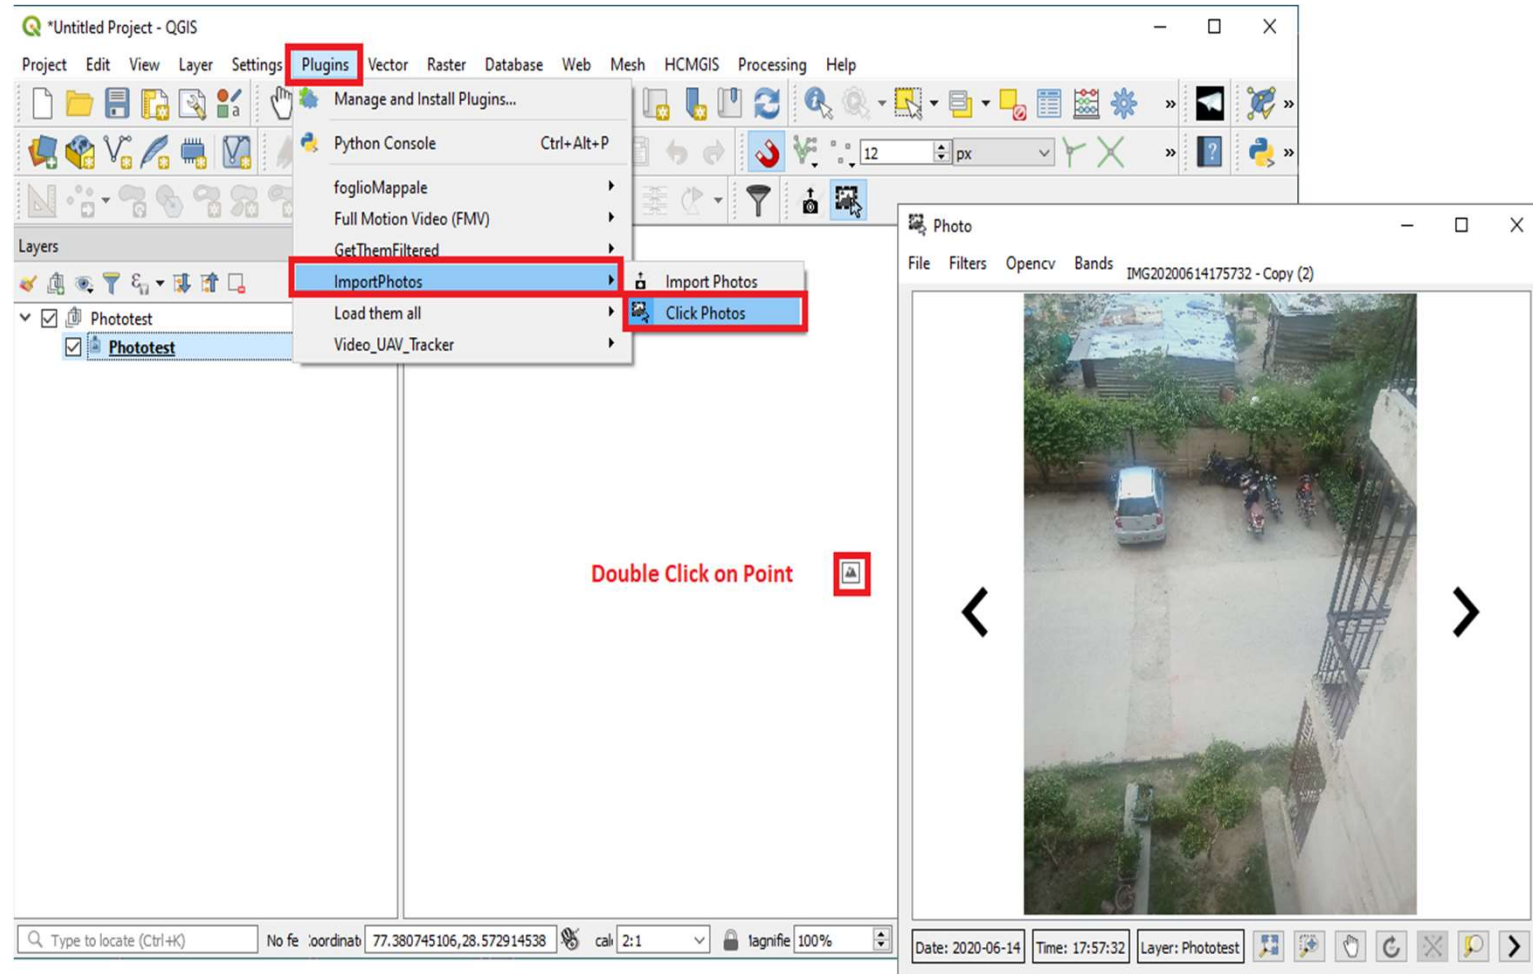 *Untitled Project - QGIS
Project Edit View Layer Settings Plugins Vector Raster Database Web Mesh HCMGIS Processing Help
Manage and Install Plugins...
Python Console Ctrl+Alt+P
12 px
foglioMappale
Full Motion Video (FMV)
GetThemFiltered
ImportPhotos
Import Photos
Load them all
Click Photos
Video_UAV_Tracker
Layers
Phototest
Phototest
Photo
File Filters Opencv Bands IMG20200614175732 - Copy (2)
Double Click on Point
Type to locate (Ctrl+K) No fe 77.380745106,28.572914538 2:1 100%
Date: 2020-06-14 Time: 17:57:32 Layer: Phototest